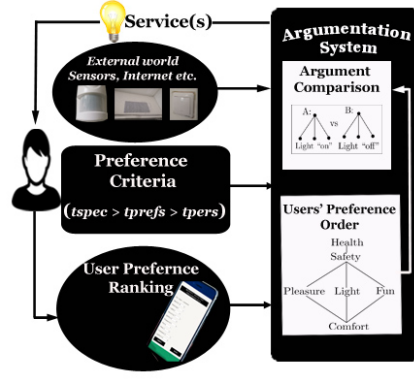 Service(s)
External world
Sensors, Internet etc.
Preference
Criteria
(tspec > tprefs > tpers)
User Prefernce
Ranking
Argumentation
System
Argument
Comparison
A: B:
vs
Light "on" Light "off"
Users' Preference
Order
Health
Safety
Pleasure Light Fun
Comfort